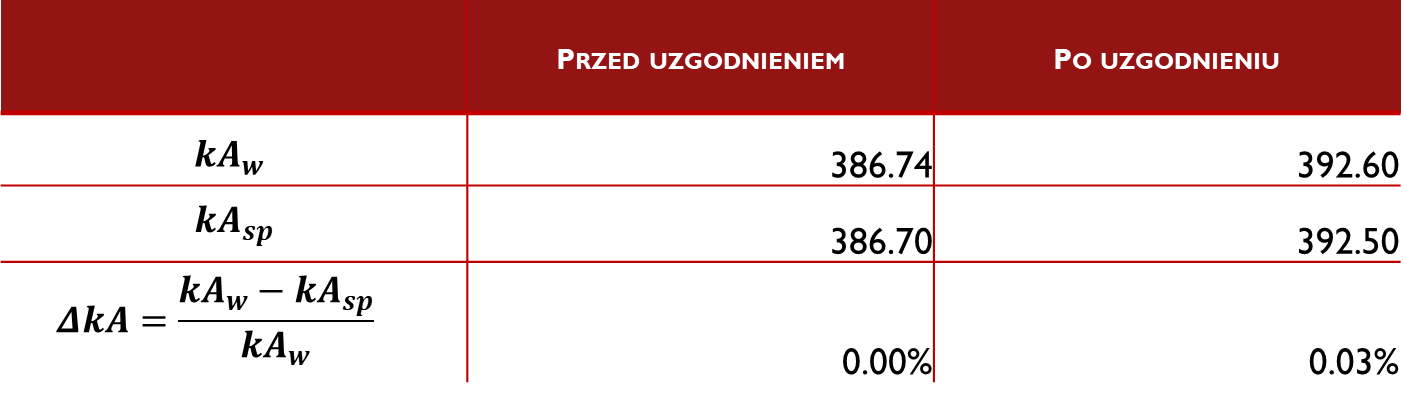 PRZED UZGODNIENIEM PO UZGODNIENIU
kA_w 386.74 392.60
kA_sp 386.70 392.50
ΔkA = (kA_w − kA_sp) / kA_w 0.00% 0.03%